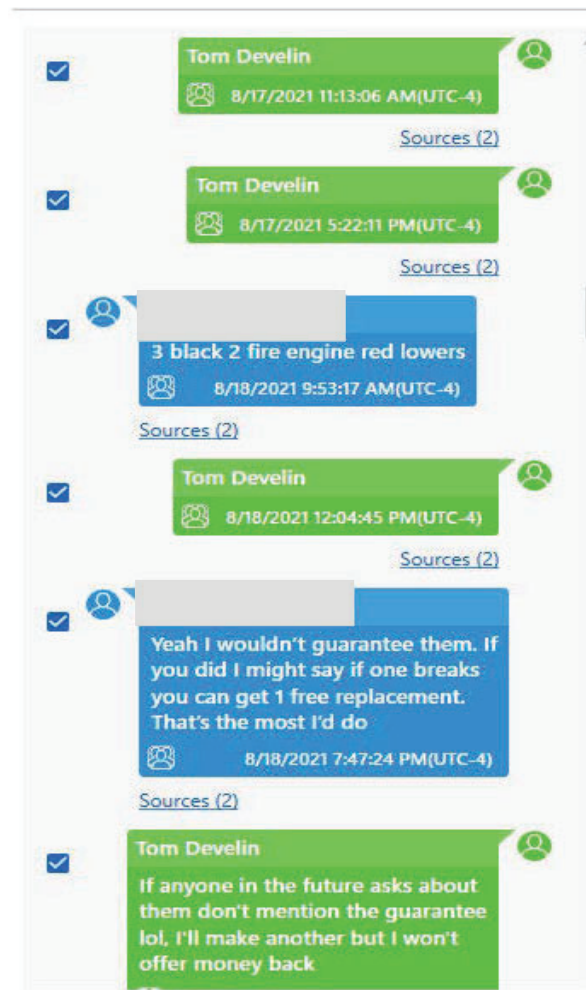 Tom Develin
8/17/2021 11:13:06 AM(UTC-4)
Sources (2)
Tom Develin
8/17/2021 5:22:11 PM(UTC-4)
Sources (2)
3 black 2 fire engine red lowers
8/18/2021 9:53:17 AM(UTC-4)
Sources (2)
Tom Develin
8/18/2021 12:04:45 PM(UTC-4)
Sources (2)
Yeah I wouldn't guarantee them. If
you did I might say if one breaks
you can get 1 free replacement.
That's the most I'd do
8/18/2021 7:47:24 PM(UTC-4)
Sources (2)
Tom Develin
If anyone in the future asks about
them don't mention the guarantee
lol, I'll make another but I won't
offer money back